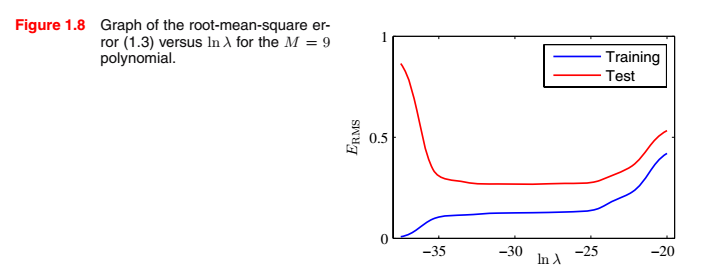 Figure 1.8 Graph of the root-mean-square er-
ror (1.3) versus ln λ for the M = 9
polynomial.
1
Training
Test
0.5
E_RMS
0
−35
−30
−25
−20
ln λ